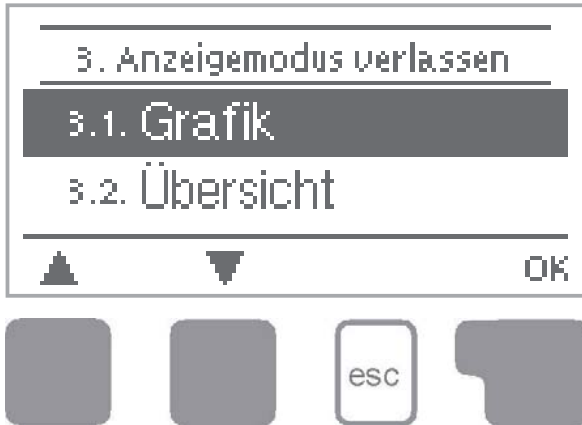 3. Anzeigemodus verlassen
3.1. Grafik
3.2. Übersicht
OK
esc